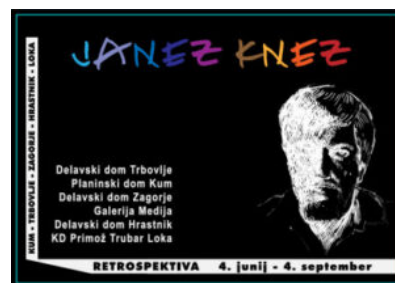 JANEZ KNEZ
KUM - TRBOVLJE - ZAGORJE - HRASTNIK - LOKA
Delavski dom Trbovlje
Planinski dom Kum
Delavski dom Zagorje
Galerija Medija
Delavski dom Hrastnik
KD Primož Trubar Loka
RETROSPEKTIVA 4. junij - 4. september